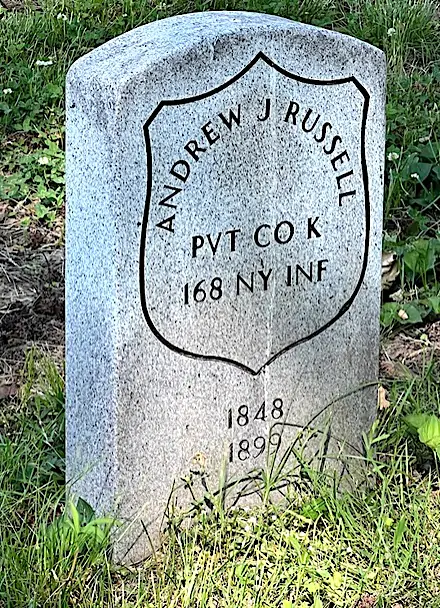 ANDREW J RUSSELL
PVT CO K
168 NY INF
1848
1899